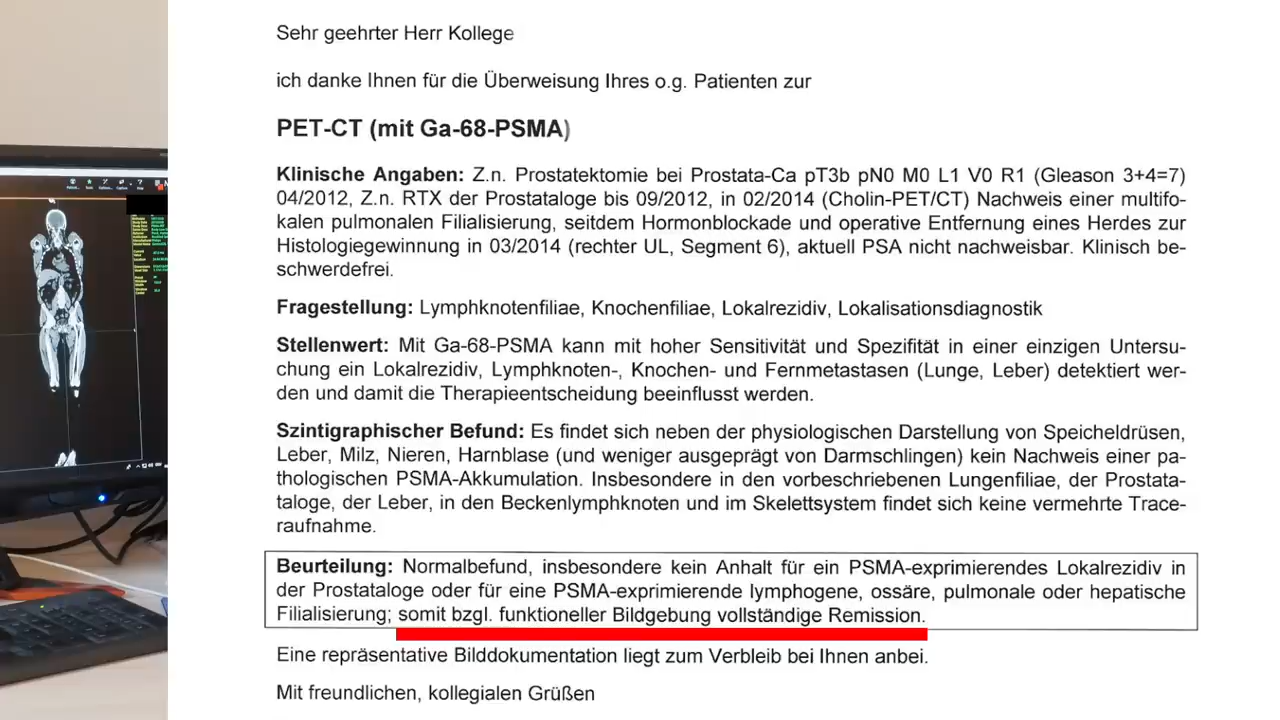 Sehr geehrter Herr Kollege
ich danke Ihnen für die Überweisung Ihres o.g. Patienten zur
PET-CT (mit Ga-68-PSMA)
Klinische Angaben: Z.n. Prostatektomie bei Prostata-Ca pT3b pN0 M0 L1 V0 R1 (Gleason 3+4=7)
04/2012, Z.n. RTX der Prostataloge bis 09/2012, in 02/2014 (Cholin-PET/CT) Nachweis einer multifo-
kalen pulmonalen Filialisierung, seitdem Hormonblockade und operative Entfernung eines Herdes zur
Histologiegewinnung in 03/2014 (rechter UL, Segment 6), aktuell PSA nicht nachweisbar. Klinisch be-
schwerdefrei.
Fragestellung: Lymphknotenfiliae, Knochenfiliae, Lokalrezidiv, Lokalisationsdiagnostik
Stellenwert: Mit Ga-68-PSMA kann mit hoher Sensitivität und Spezifität in einer einzigen Untersu-
chung ein Lokalrezidiv, Lymphknoten-, Knochen- und Fernmetastasen (Lunge, Leber) detektiert wer-
den und damit die Therapieentscheidung beeinflusst werden.
Szintigraphischer Befund: Es findet sich neben der physiologischen Darstellung von Speicheldrüsen,
Leber, Milz, Nieren, Harnblase (und weniger ausgeprägt von Darmschlingen) kein Nachweis einer pa-
thologischen PSMA-Akkumulation. Insbesondere in den vorbeschriebenen Lungenfiliae, der Prostata-
taloge, der Leber, in den Beckenlymphknoten und im Skelettsystem findet sich keine vermehrte Trace-
raufnahme.
Beurteilung: Normalbefund, insbesondere kein Anhalt für ein PSMA-exprimierendes Lokalrezidiv in
der Prostataloge oder für eine PSMA-exprimierende lymphogene, ossäre, pulmonale oder hepatische
Filialisierung; somit bzgl. funktioneller Bildgebung vollständige Remission.
Eine repräsentative Bilddokumentation liegt zum Verbleib bei Ihnen anbei.
Mit freundlichen, kollegialen Grüßen